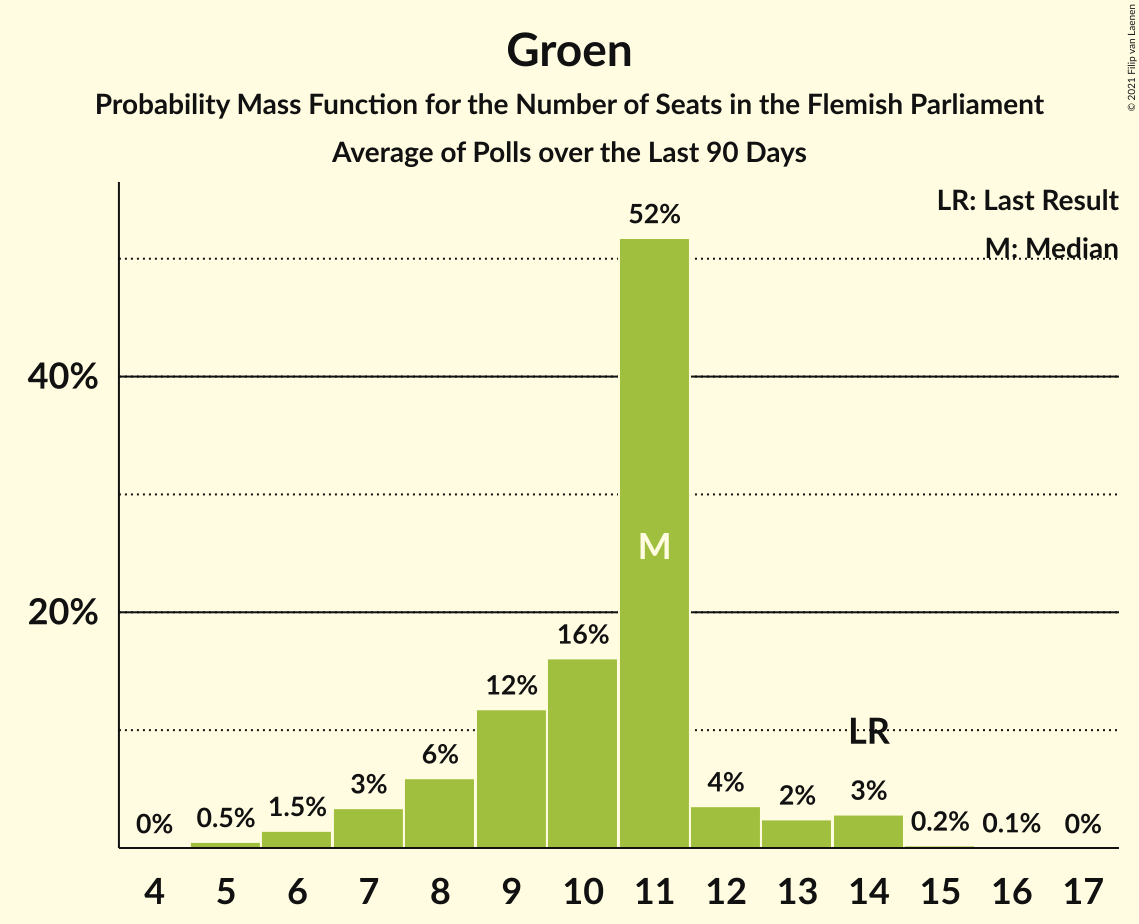 Groen
Probability Mass Function for the Number of Seats in the Flemish Parliament
Average of Polls over the Last 90 Days
© 2021 Filip van Laenen
LR: Last Result
M: Median
40%
20%
0%
0.5%
1.5%
3%
6%
12%
16%
52%
4%
2%
3%
0.2%
0.1%
0%
M
LR
4 5 6 7 8 9 10 11 12 13 14 15 16 17